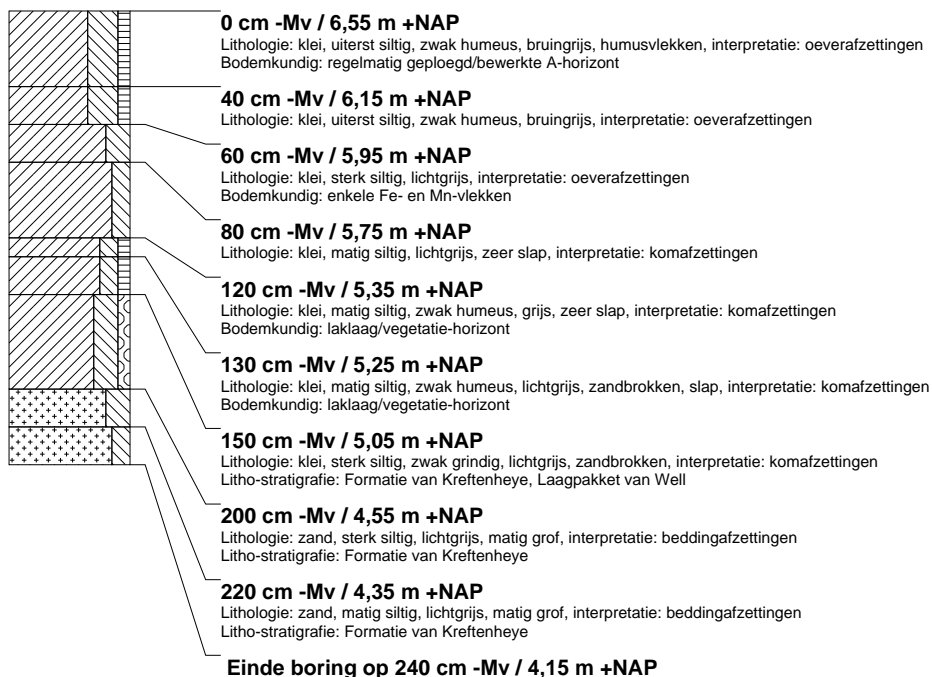 0 cm -Mv / 6,55 m +NAP
Lithologie: klei, uiterst siltig, zwak humeus, bruingrijs, humusvlekken, interpretatie: oeverafzettingen
Bodemkundig: regelmatig geploegd/bewerkte A-horizont
40 cm -Mv / 6,15 m +NAP
Lithologie: klei, uiterst siltig, zwak humeus, bruingrijs, interpretatie: oeverafzettingen
60 cm -Mv / 5,95 m +NAP
Lithologie: klei, sterk siltig, lichtgrijs, interpretatie: oeverafzettingen
Bodemkundig: enkele Fe- en Mn-vlekken
80 cm -Mv / 5,75 m +NAP
Lithologie: klei, matig siltig, lichtgrijs, zeer slap, interpretatie: komafzettingen
120 cm -Mv / 5,35 m +NAP
Lithologie: klei, matig siltig, zwak humeus, grijs, zeer slap, interpretatie: komafzettingen
Bodemkundig: laklaag/vegetatie-horizont
130 cm -Mv / 5,25 m +NAP
Lithologie: klei, matig siltig, zwak humeus, lichtgrijs, zandbrokken, slap, interpretatie: komafzettingen
Bodemkundig: laklaag/vegetatie-horizont
150 cm -Mv / 5,05 m +NAP
Lithologie: klei, sterk siltig, zwak grindig, lichtgrijs, zandbrokken, interpretatie: komafzettingen
Litho-stratigrafie: Formatie van Kreftenheye, Laagpakket van Well
200 cm -Mv / 4,55 m +NAP
Lithologie: zand, sterk siltig, lichtgrijs, matig grof, interpretatie: beddingafzettingen
Litho-stratigrafie: Formatie van Kreftenheye
220 cm -Mv / 4,35 m +NAP
Lithologie: zand, matig siltig, lichtgrijs, matig grof, interpretatie: beddingafzettingen
Litho-stratigrafie: Formatie van Kreftenheye
Einde boring op 240 cm -Mv / 4,15 m +NAP